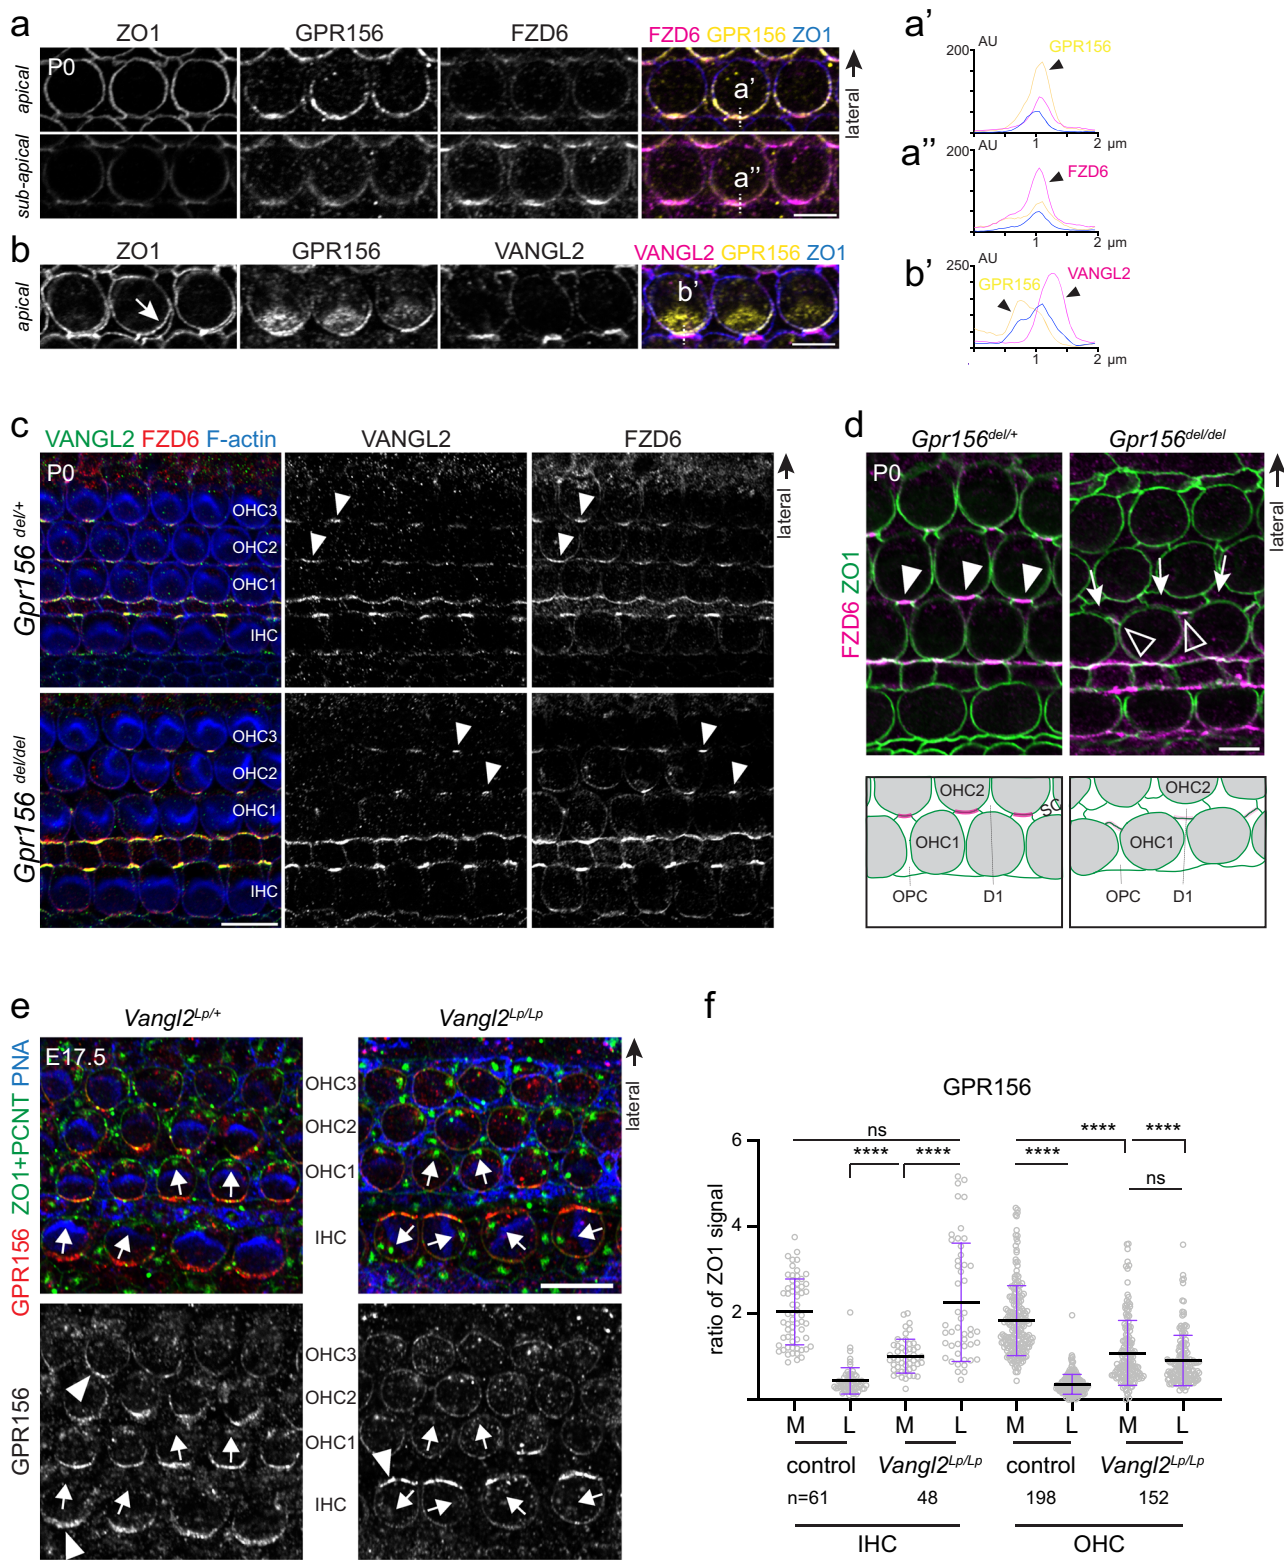 a
ZO1 GPR156 FZD6 FZD6 GPR156 ZO1
P0
apical
a'
lateral
sub-apical
a''
a'
AU
200
GPR156
1 2 µm
a''
AU
200
FZD6
1 2 µm
b
ZO1 GPR156 VANGL2 VANGL2 GPR156 ZO1
apical
b'
b'
AU
250
VANGL2
GPR156
1 2 µm
c
VANGL2 FZD6 F-actin VANGL2 FZD6
P0
Gpr156 del/+
OHC3
OHC2
OHC1
IHC
lateral
Gpr156 del/del
OHC3
OHC2
OHC1
IHC
d
Gpr156del/+ Gpr156del/del
P0
FZD6 ZO1
lateral
OHC2
SC
OHC1
OPC D1
OHC2
OHC1
OPC D1
e
Vangl2Lp/+ Vangl2Lp/Lp
E17.5
GPR156 ZO1+PCNT PNA
OHC3
OHC2
OHC1
IHC
lateral
GPR156
OHC3
OHC2
OHC1
IHC
f
GPR156
ratio of ZO1 signal
6
4
2
ns
**** ****
**** **** ****
ns
M L M L M L M L
control Vangl2Lp/Lp control Vangl2Lp/Lp
n=61 48 198 152
IHC OHC